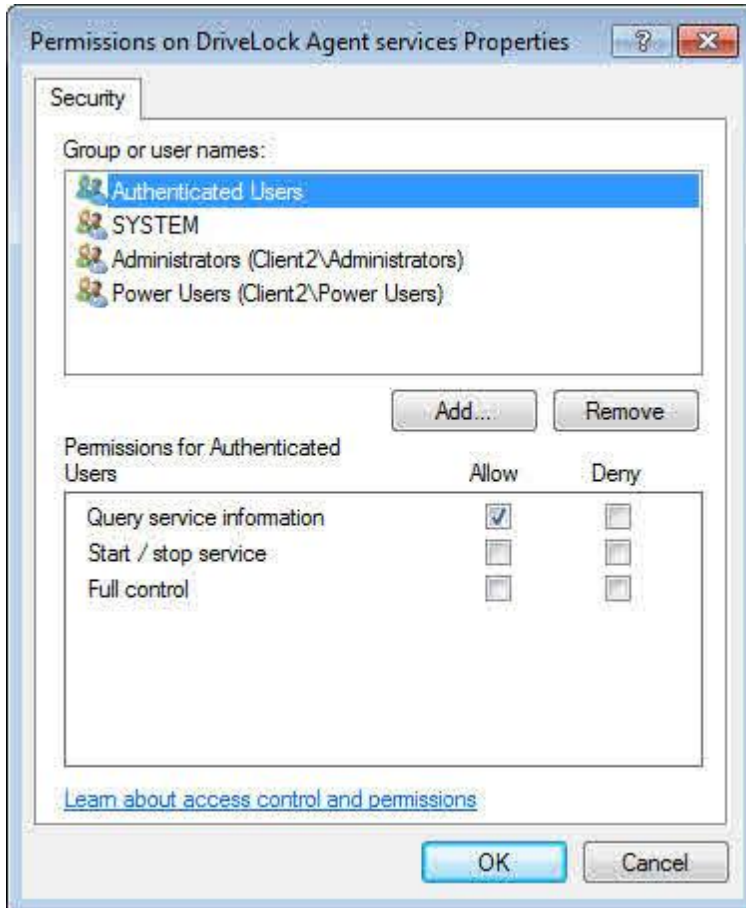 Permissions on DriveLock Agent services Properties
Security
Group or user names:
Authenticated Users
SYSTEM
Administrators (Client2\Administrators)
Power Users (Client2\Power Users)
Add... Remove
Permissions for Authenticated
Users Allow Deny
Query service information
Start / stop service
Full control
Learn about access control and permissions
OK Cancel